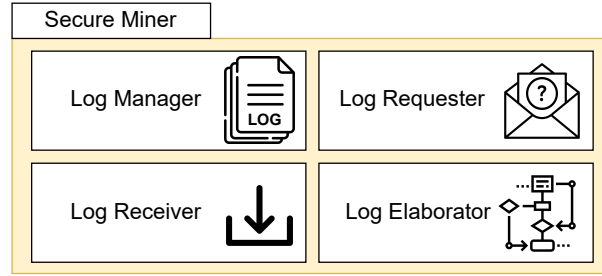 Secure Miner
Log Manager
LOG
Log Requester
?
Log Receiver
Log Elaborator